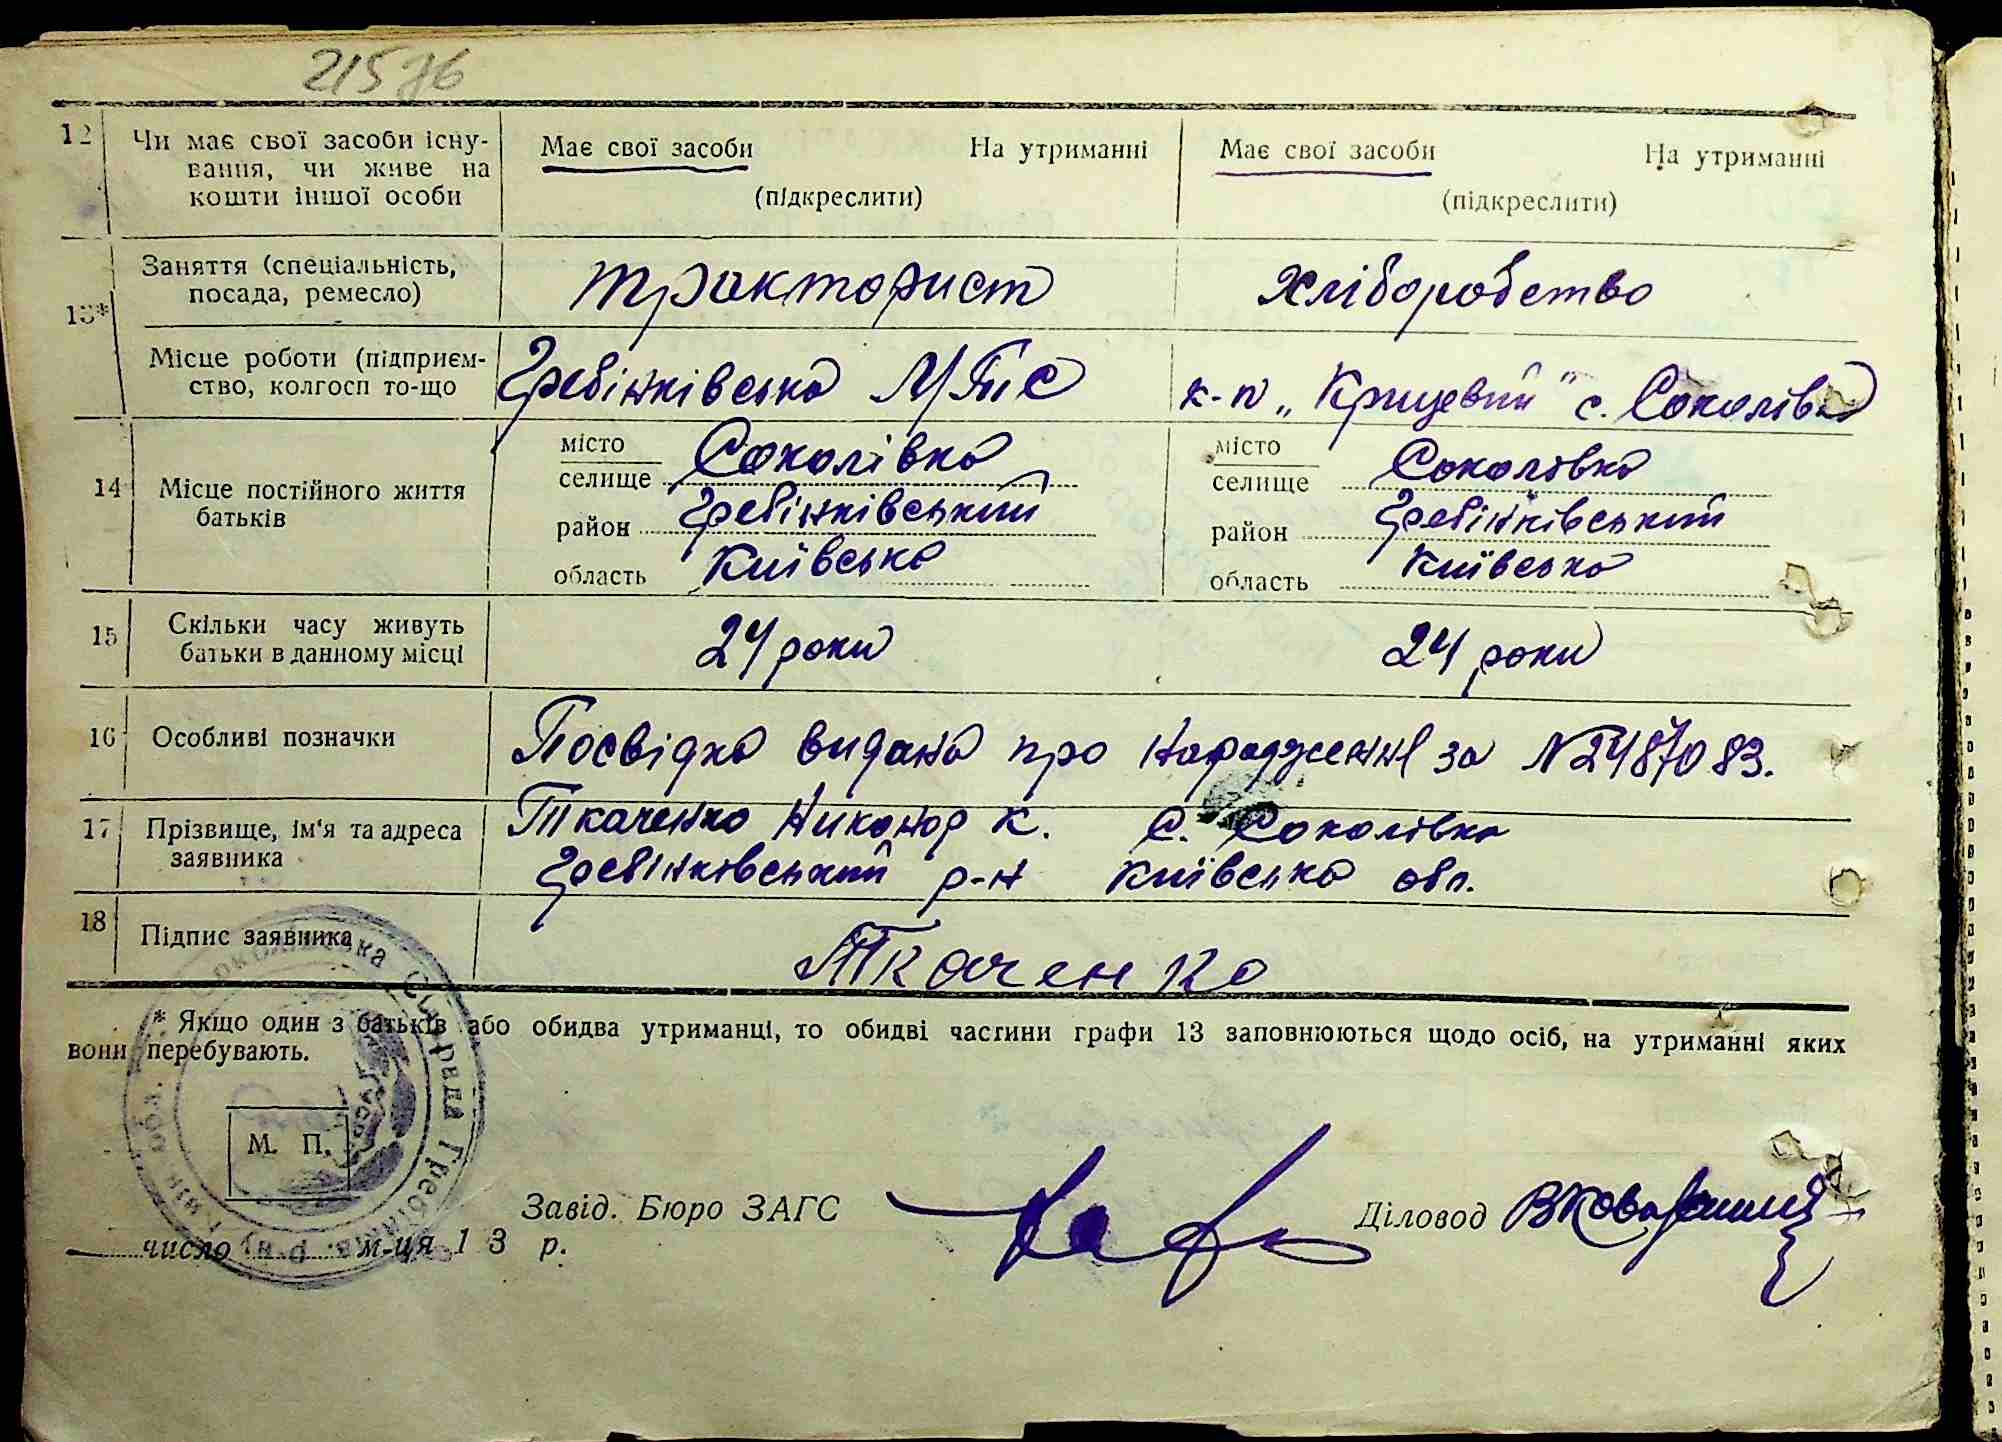 21576
12 Чи має свої засоби існу-
вання, чи живе на
кошти іншої особи
Має свої засоби На утриманні
(підкреслити)
Має свої засоби На утриманні
(підкреслити)
13* Заняття (спеціальність,
посада, ремесло)
тракторист
Хліборобство
Місце роботи (підприєм-
ство, колгосп то-що
Гребінківська МТС
к-п „ " с. Соколівка
14 Місце постійного життя
батьків
місто
селище Соколівка
район Гребінківський
область Київська
місто
селище Соколівка
район Гребінківський
область Київська
15 Скільки часу живуть
батьки в данному місці
24 роки
24 роки
16 Особливі позначки
Посвідка видана про народження за №
17 Прізвище, ім'я та адреса
заявника
Ткаченко Никонор К. С. Соколівка
Гребінківський р-н Київська обл.
18 Підпис заявника
Ткаченко
* Якщо один з батьків або обидва утриманці, то обидві частини графи 13 заповнюються щодо осіб, на утриманні яких
вони перебувають.
М. П.
Завід. Бюро ЗАГС
Діловод
число м-ця 1 3 р.